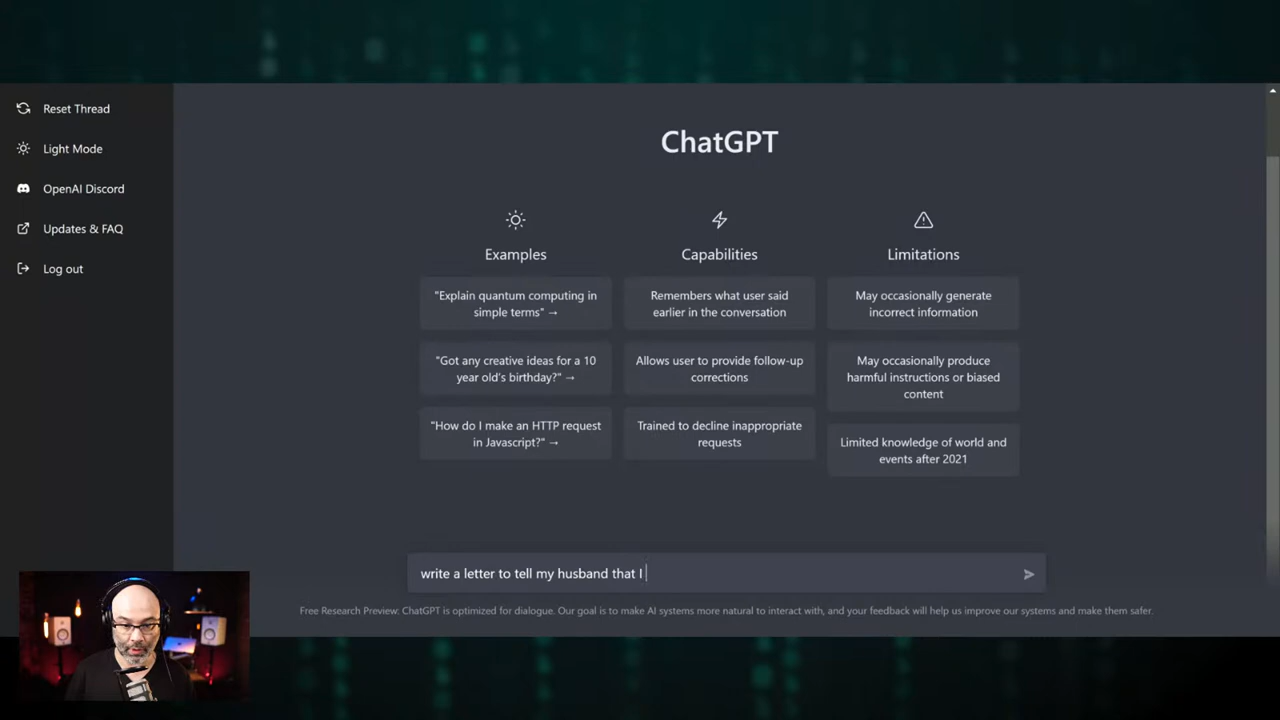 Reset Thread
Light Mode
OpenAI Discord
Updates & FAQ
Log out
ChatGPT
Examples
"Explain quantum computing in
simple terms" →
"Got any creative ideas for a 10
year old's birthday?" →
"How do I make an HTTP request
in Javascript?" →
Capabilities
Remembers what user said
earlier in the conversation
Allows user to provide follow-up
corrections
Trained to decline inappropriate
requests
Limitations
May occasionally generate
incorrect information
May occasionally produce
harmful instructions or biased
content
Limited knowledge of world and
events after 2021
write a letter to tell my husband that I
Free Research Preview: ChatGPT is optimized for dialogue. Our goal is to make AI systems more natural to interact with, and your feedback will help us improve our systems and make them safer.